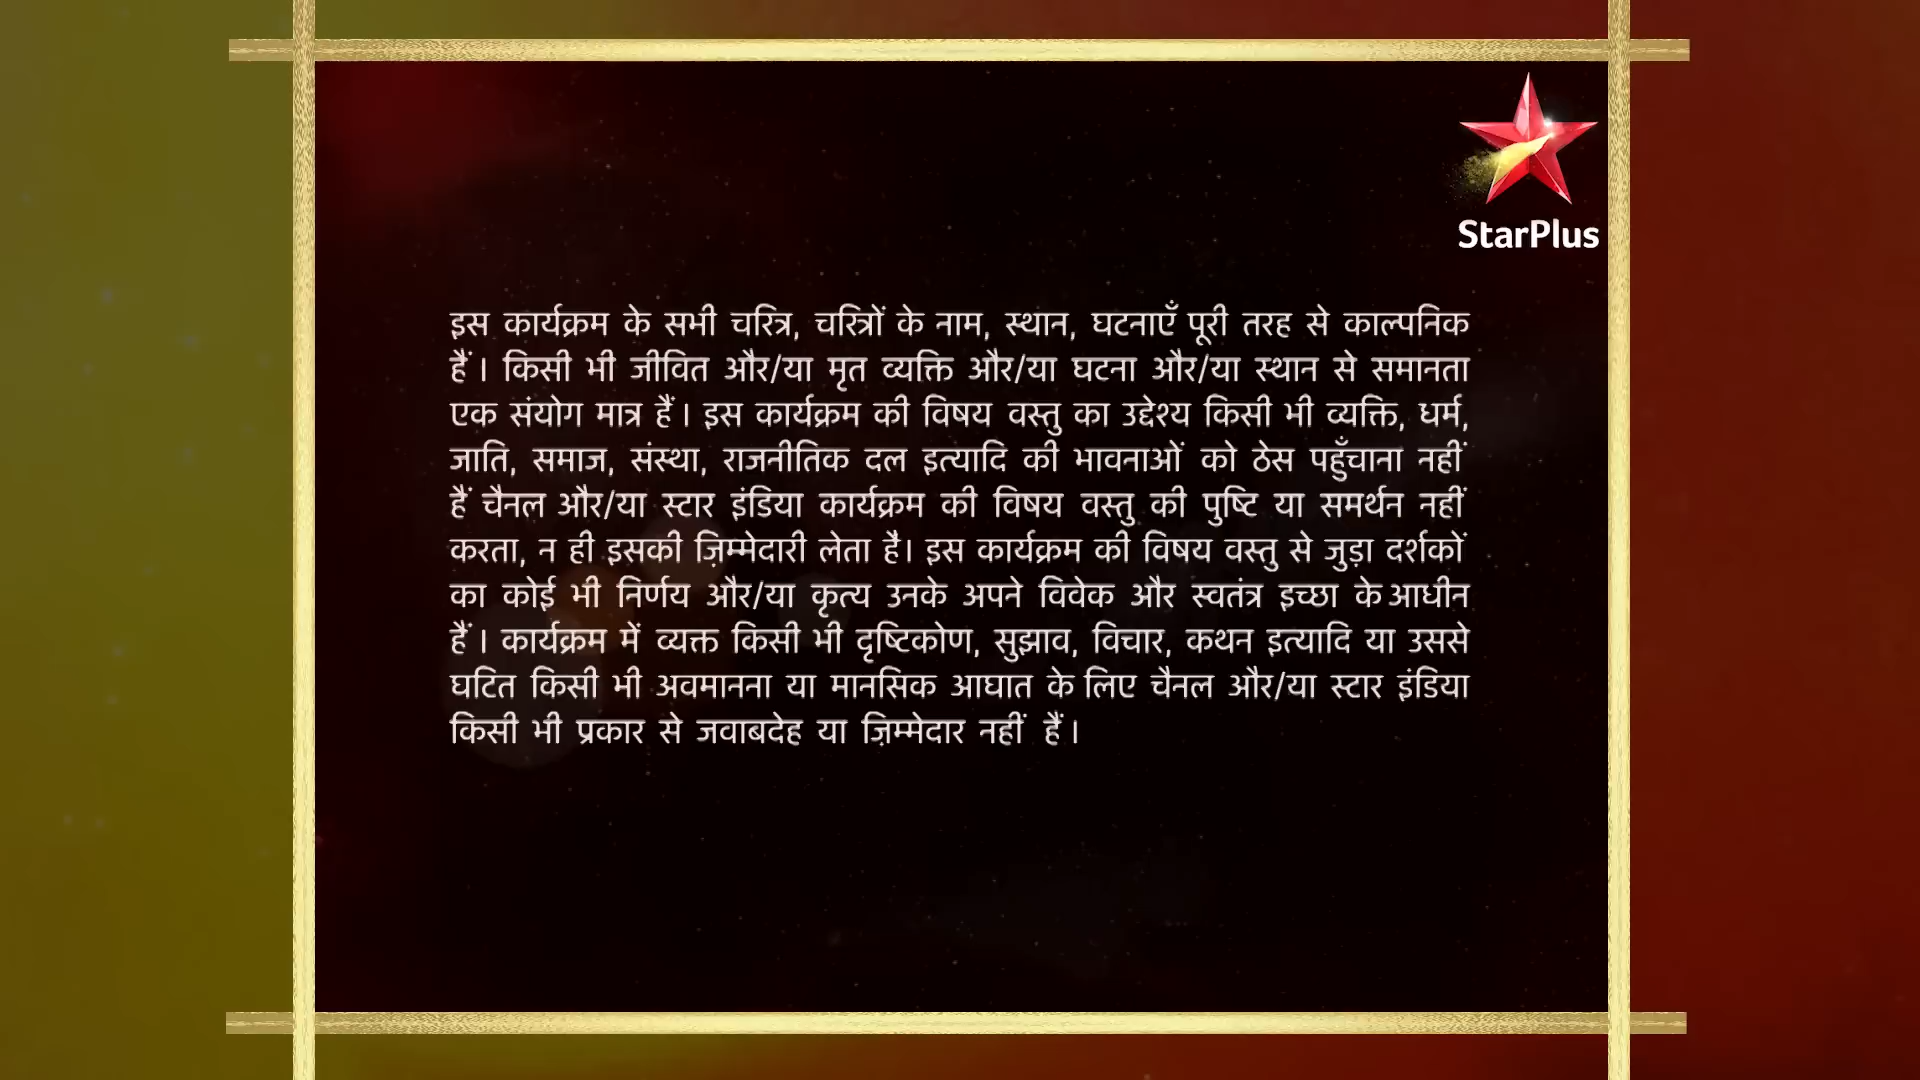 StarPlus
इस कार्यक्रम के सभी चरित्र, चरित्रों के नाम, स्थान, घटनाएँ पूरी तरह से काल्पनिक
हैं। किसी भी जीवित और/या मृत व्यक्ति और/या घटना और/या स्थान से समानता
एक संयोग मात्र हैं। इस कार्यक्रम की विषय वस्तु का उद्देश्य किसी भी व्यक्ति, धर्म,
जाति, समाज, संस्था, राजनीतिक दल इत्यादि की भावनाओं को ठेस पहुँचाना नहीं
हैं चैनल और/या स्टार इंडिया कार्यक्रम की विषय वस्तु की पुष्टि या समर्थन नहीं
करता, न ही इसकी ज़िम्मेदारी लेता है। इस कार्यक्रम की विषय वस्तु से जुड़ा दर्शकों
का कोई भी निर्णय और/या कृत्य उनके अपने विवेक और स्वतंत्र इच्छा के आधीन
हैं। कार्यक्रम में व्यक्त किसी भी दृष्टिकोण, सुझाव, विचार, कथन इत्यादि या उससे
घटित किसी भी अवमानना या मानसिक आघात के लिए चैनल और/या स्टार इंडिया
किसी भी प्रकार से जवाबदेह या ज़िम्मेदार नहीं हैं।